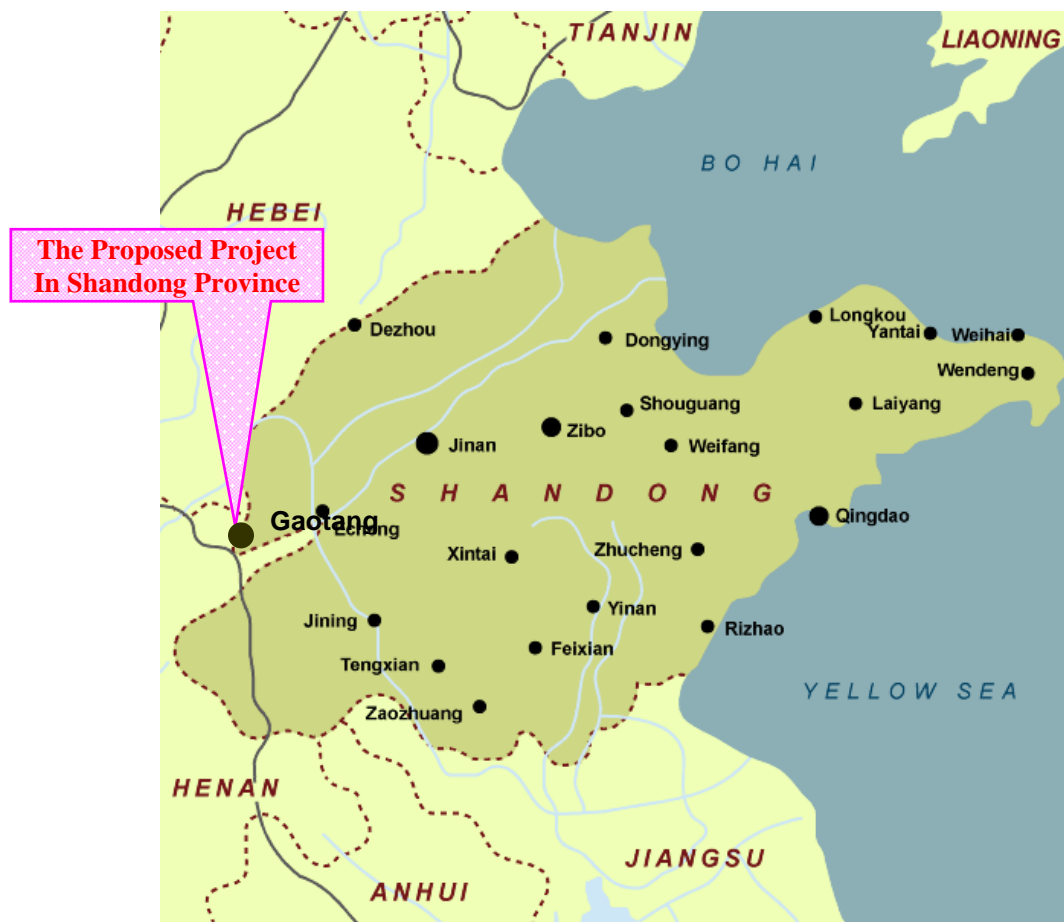 TIANJIN
LIAONING
BO HAI
HEBEI
The Proposed Project
In Shandong Province
Dezhou
Longkou
Dongying
Yantai
Weihai
Wendeng
Shouguang
Laiyang
Zibo
Jinan
Weifang
SHANDONG
Gaotang
Echeng
Qingdao
Xintai
Zhucheng
Jining
Yinan
Rizhao
Feixian
Tengxian
YELLOW SEA
Zaozhuang
HENAN
JIANGSU
ANHUI